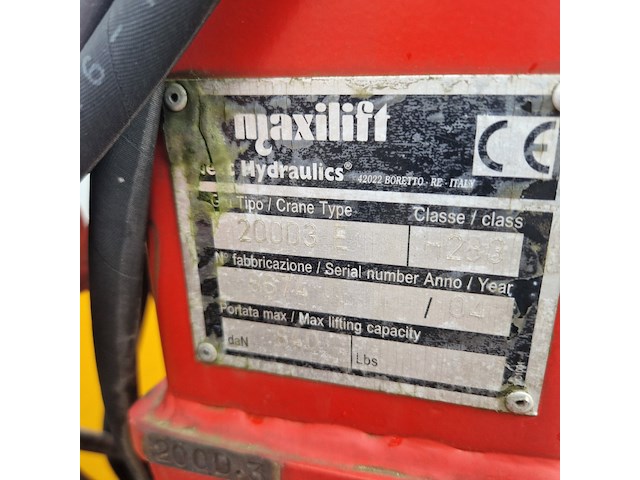 maxilift
Hydraulics®
42022 BORETTO - RE - ITALY
CE
Gru Tipo / Crane Type
Classe / class
200D3 E
N° fabbricazione / Serial number Anno / Year
/
Portata max / Max lifting capacity
daN
Lbs
200D.3